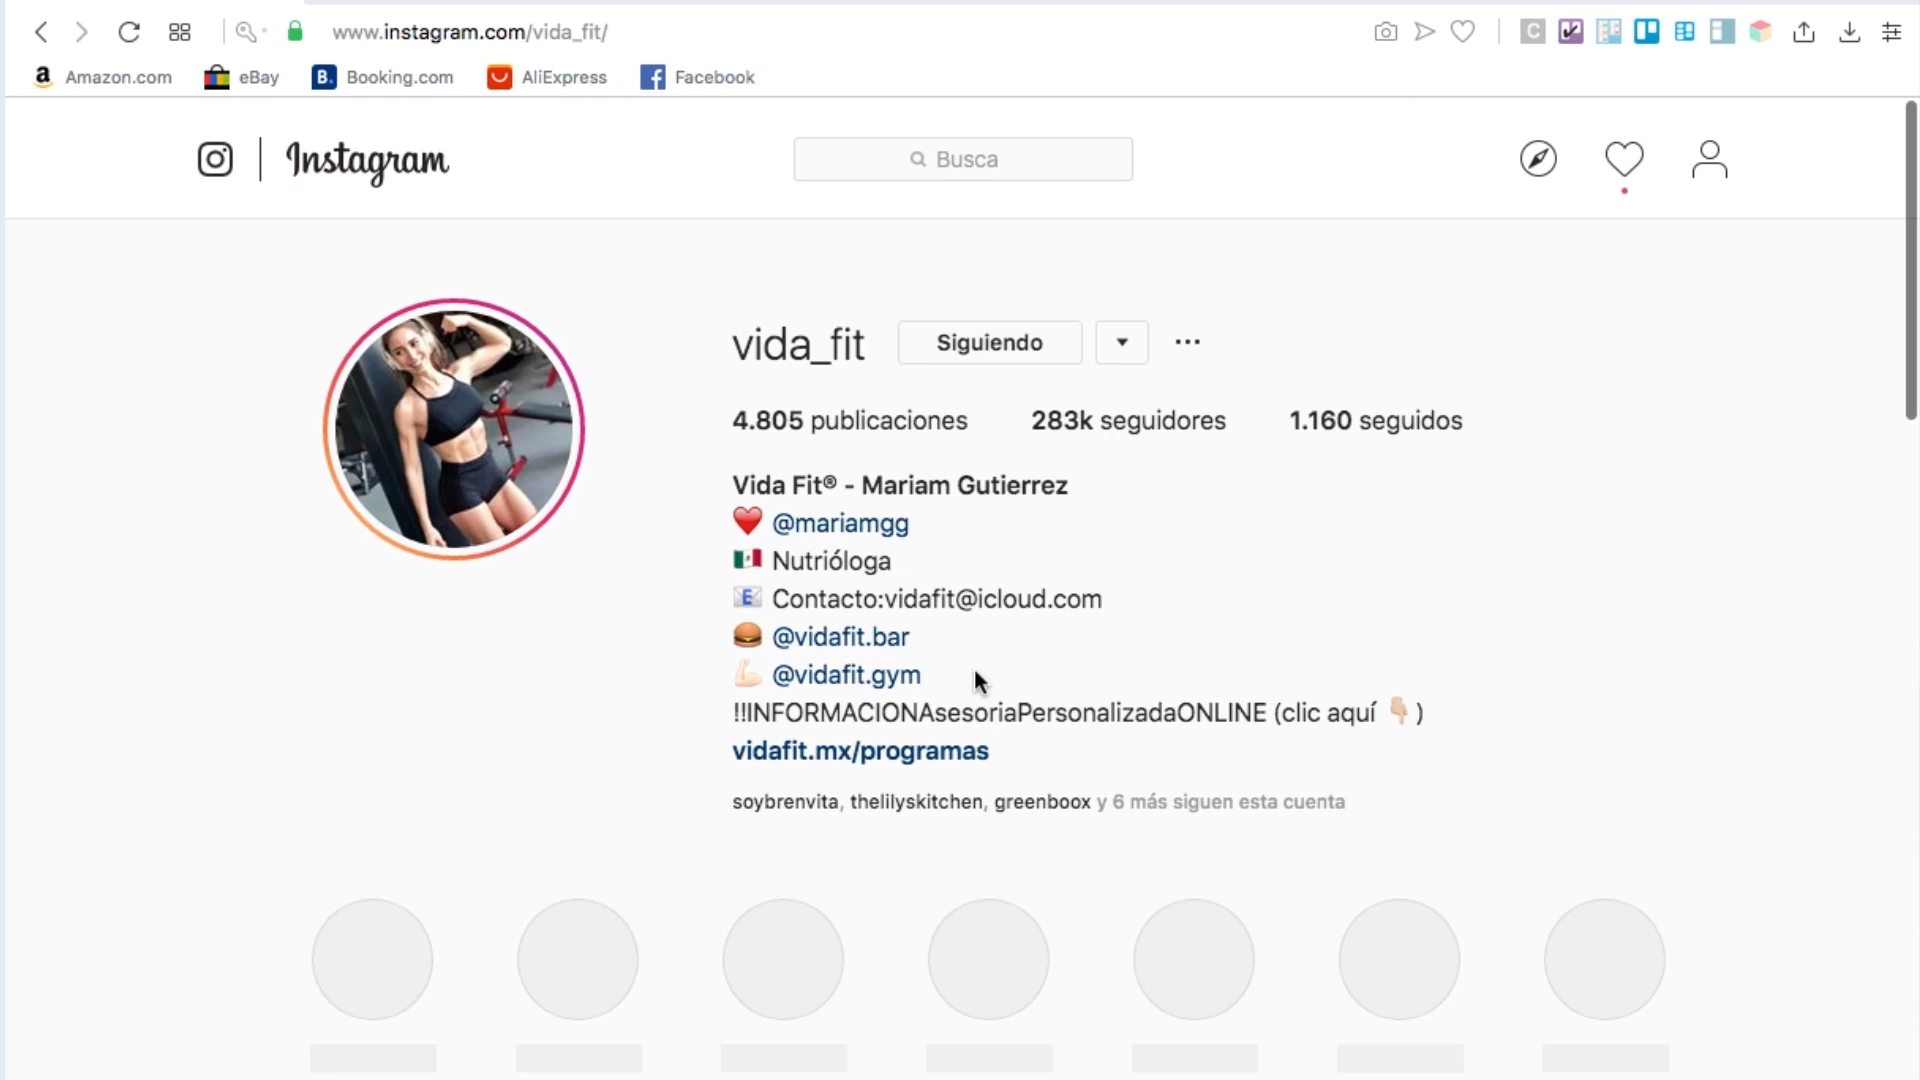 www.instagram.com/vida_fit/
Amazon.com eBay Booking.com AliExpress Facebook
Instagram Busca
vida_fit Siguiendo
4.805 publicaciones 283k seguidores 1.160 seguidos
Vida Fit® - Mariam Gutierrez
❤️ @mariamgg
🇲🇽 Nutrióloga
📧 Contacto:vidafit@icloud.com
🍔 @vidafit.bar
💪🏻 @vidafit.gym
‼INFORMACIONAsesoriaPersonalizadaONLINE (clic aquí 👇🏼)
vidafit.mx/programas
soybrenvita, thelilyskitchen, greenboox y 6 más siguen esta cuenta